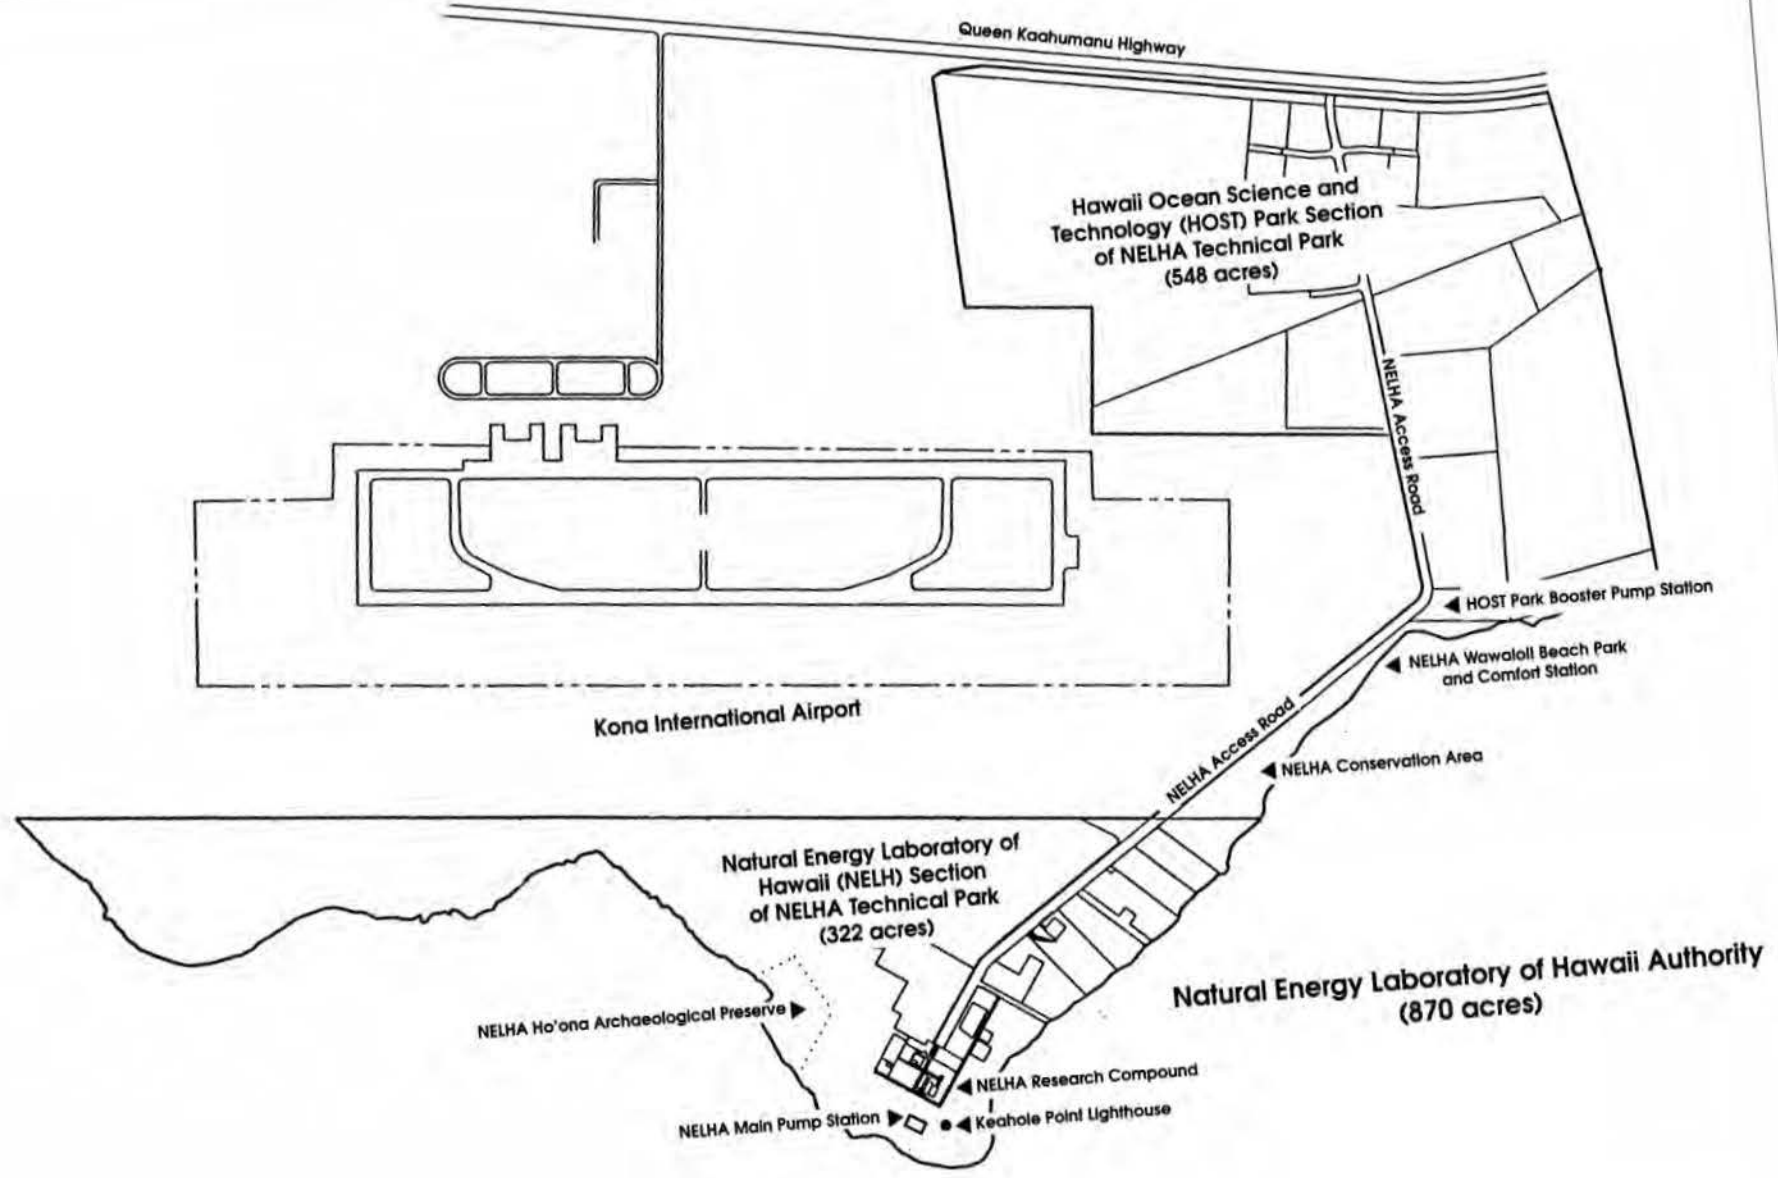 Queen Kaahumanu Highway
Hawaii Ocean Science and
Technology (HOST) Park Section
of NELHA Technical Park
(548 acres)
NELHA Access Road
HOST Park Booster Pump Station
NELHA Wawaloli Beach Park
and Comfort Station
Kona International Airport
NELHA Access Road
NELHA Conservation Area
Natural Energy Laboratory of
Hawaii (NELH) Section
of NELHA Technical Park
(322 acres)
Natural Energy Laboratory of Hawaii Authority
(870 acres)
NELHA Ho'ona Archaeological Preserve
NELHA Research Compound
NELHA Main Pump Station
Keahole Point Lighthouse